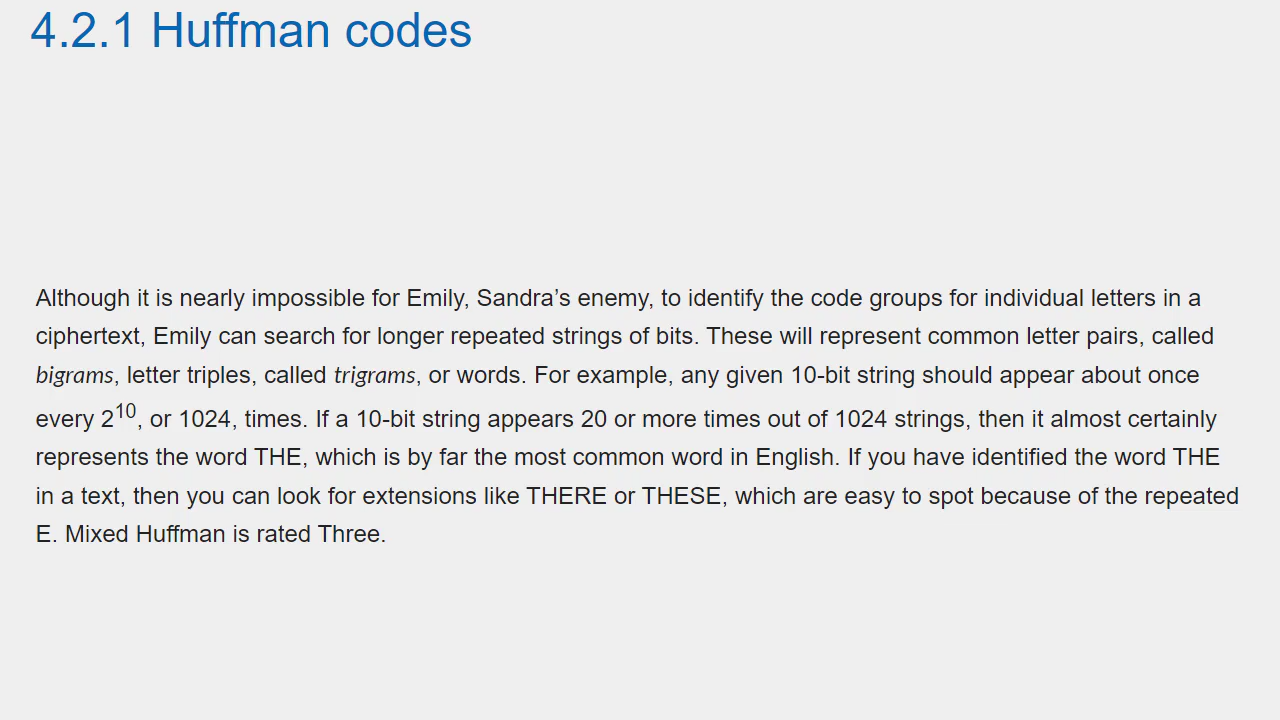 4.2.1 Huffman codes
Although it is nearly impossible for Emily, Sandra’s enemy, to identify the code groups for individual letters in a
ciphertext, Emily can search for longer repeated strings of bits. These will represent common letter pairs, called
bigrams, letter triples, called trigrams, or words. For example, any given 10-bit string should appear about once
every 2^10, or 1024, times. If a 10-bit string appears 20 or more times out of 1024 strings, then it almost certainly
represents the word THE, which is by far the most common word in English. If you have identified the word THE
in a text, then you can look for extensions like THERE or THESE, which are easy to spot because of the repeated
E. Mixed Huffman is rated Three.